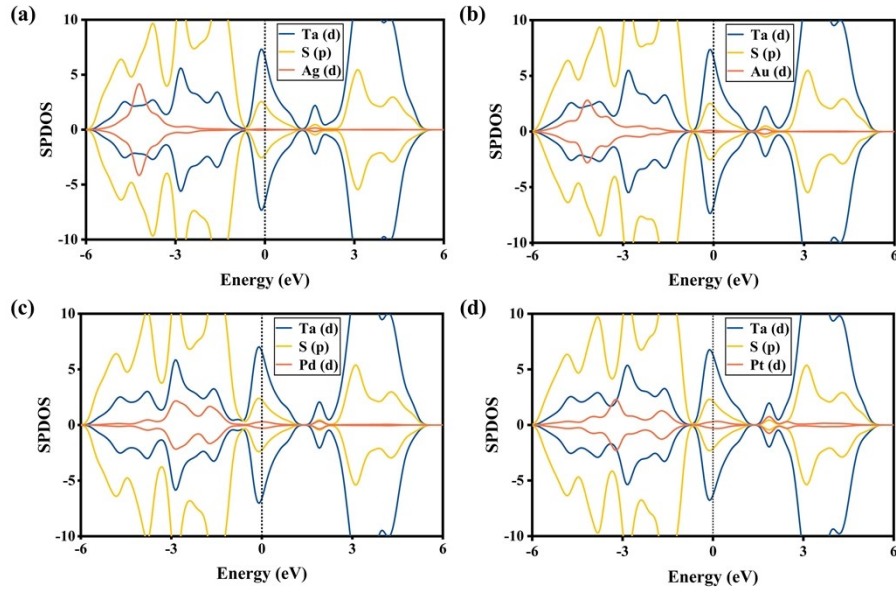 (a)
10
5
0
-5
-10
SPDOS
Ta (d)
S (p)
Ag (d)
-6 -3 0 3 6
Energy (eV)
(b)
10
5
0
-5
-10
SPDOS
Ta (d)
S (p)
Au (d)
-6 -3 0 3 6
Energy (eV)
(c)
10
5
0
-5
-10
SPDOS
Ta (d)
S (p)
Pd (d)
-6 -3 0 3 6
Energy (eV)
(d)
10
5
0
-5
-10
SPDOS
Ta (d)
S (p)
Pt (d)
-6 -3 0 3 6
Energy (eV)